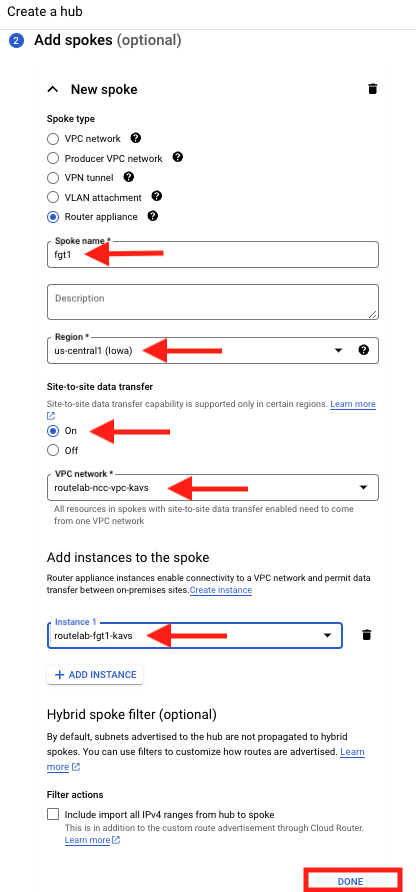 Create a hub
2 Add spokes (optional)
New spoke
Spoke type
VPC network ?
Producer VPC network ?
VPN tunnel ?
VLAN attachment ?
Router appliance ?
Spoke name *
fgt1
Description
Region *
us-central1 (Iowa) ?
Site-to-site data transfer
Site-to-site data transfer capability is supported only in certain regions. Learn more
On
Off
VPC network *
routelab-ncc-vpc-kavs
All resources in spokes with site-to-site data transfer enabled need to come
from one VPC network
Add instances to the spoke
Router appliance instances enable connectivity to a VPC network and permit data
transfer between on-premises sites.Create instance
Instance 1
routelab-fgt1-kavs
+ ADD INSTANCE
Hybrid spoke filter (optional)
By default, subnets advertised to the hub are not propagated to hybrid
spokes. You can use filters to customize how routes are advertised. Learn
more
Filter actions
Include import all IPv4 ranges from hub to spoke
This is in addition to the custom route advertisement through Cloud Router.
Learn more
DONE